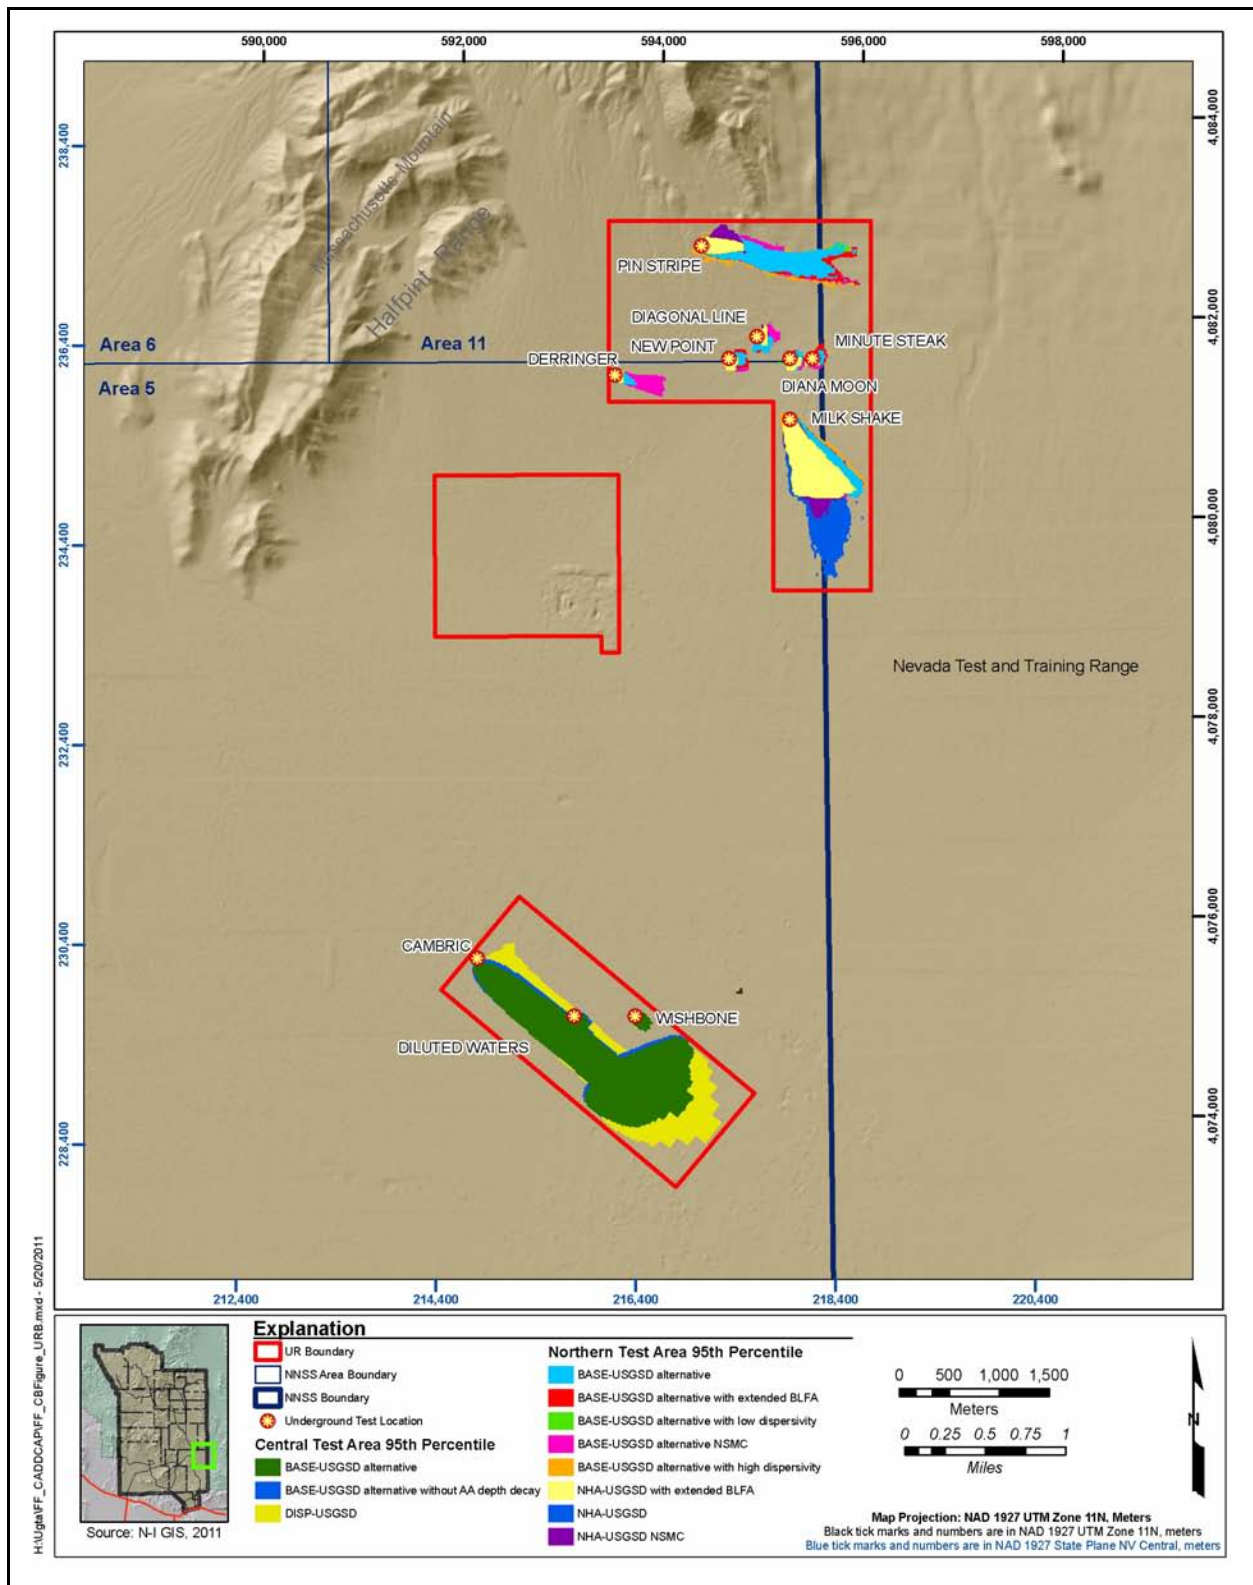 590,000 592,000 594,000 596,000 598,000
238,400
236,400
234,400
232,400
230,400
228,400
4,084,000
4,082,000
4,080,000
4,078,000
4,076,000
4,074,000
Massachusetts Mountain
Halfpint Range
Area 6
Area 11
Area 5
PIN STRIPE
DIAGONAL LINE
NEW POINT
MINUTE STEAK
DERRINGER
DIANA MOON
MILK SHAKE
Nevada Test and Training Range
CAMBRIC
WISHBONE
DILUTED WATERS
212,400 214,400 216,400 218,400 220,400
H:\Ugta\FF_CADDCAP\FF_CBFigure_URB.mxd - 5/20/2011
Source: N-I GIS, 2011
Explanation
UR Boundary
NNSS Area Boundary
NNSS Boundary
Underground Test Location
Central Test Area 95th Percentile
BASE-USGSD alternative
BASE-USGSD alternative without AA depth decay
DISP-USGSD
Northern Test Area 95th Percentile
BASE-USGSD alternative
BASE-USGSD alternative with extended BLFA
BASE-USGSD alternative with low dispersivity
BASE-USGSD alternative NSMC
BASE-USGSD alternative with high dispersivity
NHA-USGSD with extended BLFA
NHA-USGSD
NHA-USGSD NSMC
0 500 1,000 1,500
Meters
0 0.25 0.5 0.75 1
Miles
N
Map Projection: NAD 1927 UTM Zone 11N, Meters
Black tick marks and numbers are in NAD 1927 UTM Zone 11N, meters
Blue tick marks and numbers are in NAD 1927 State Plane NV Central, meters